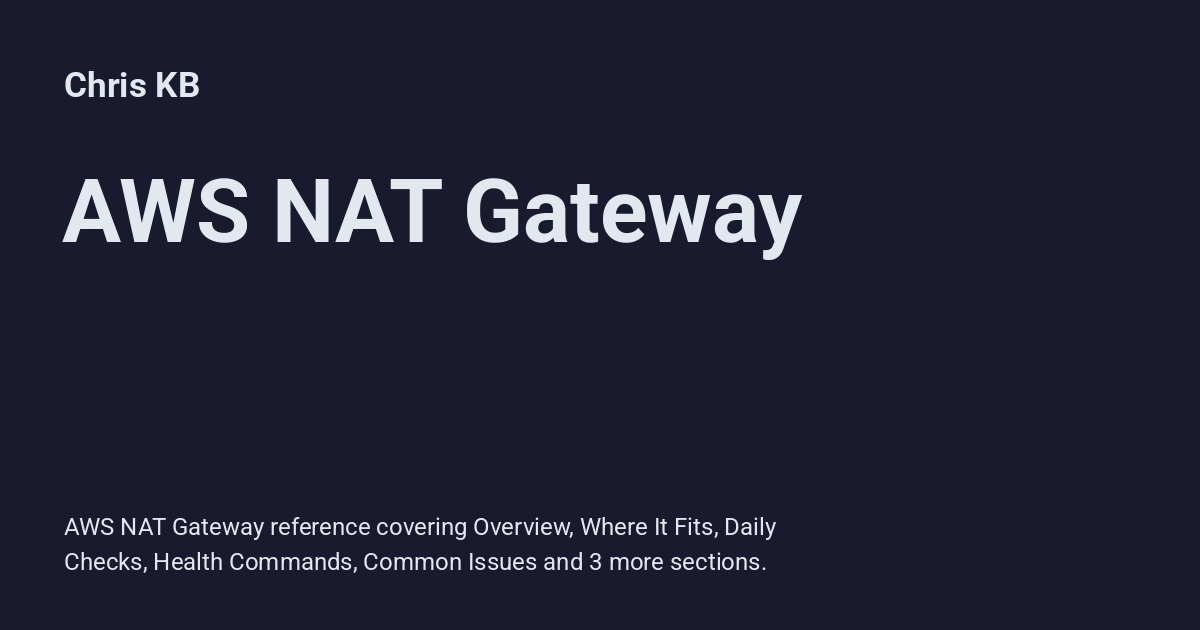 Chris KB
AWS NAT Gateway
AWS NAT Gateway reference covering Overview, Where It Fits, Daily
Checks, Health Commands, Common Issues and 3 more sections.